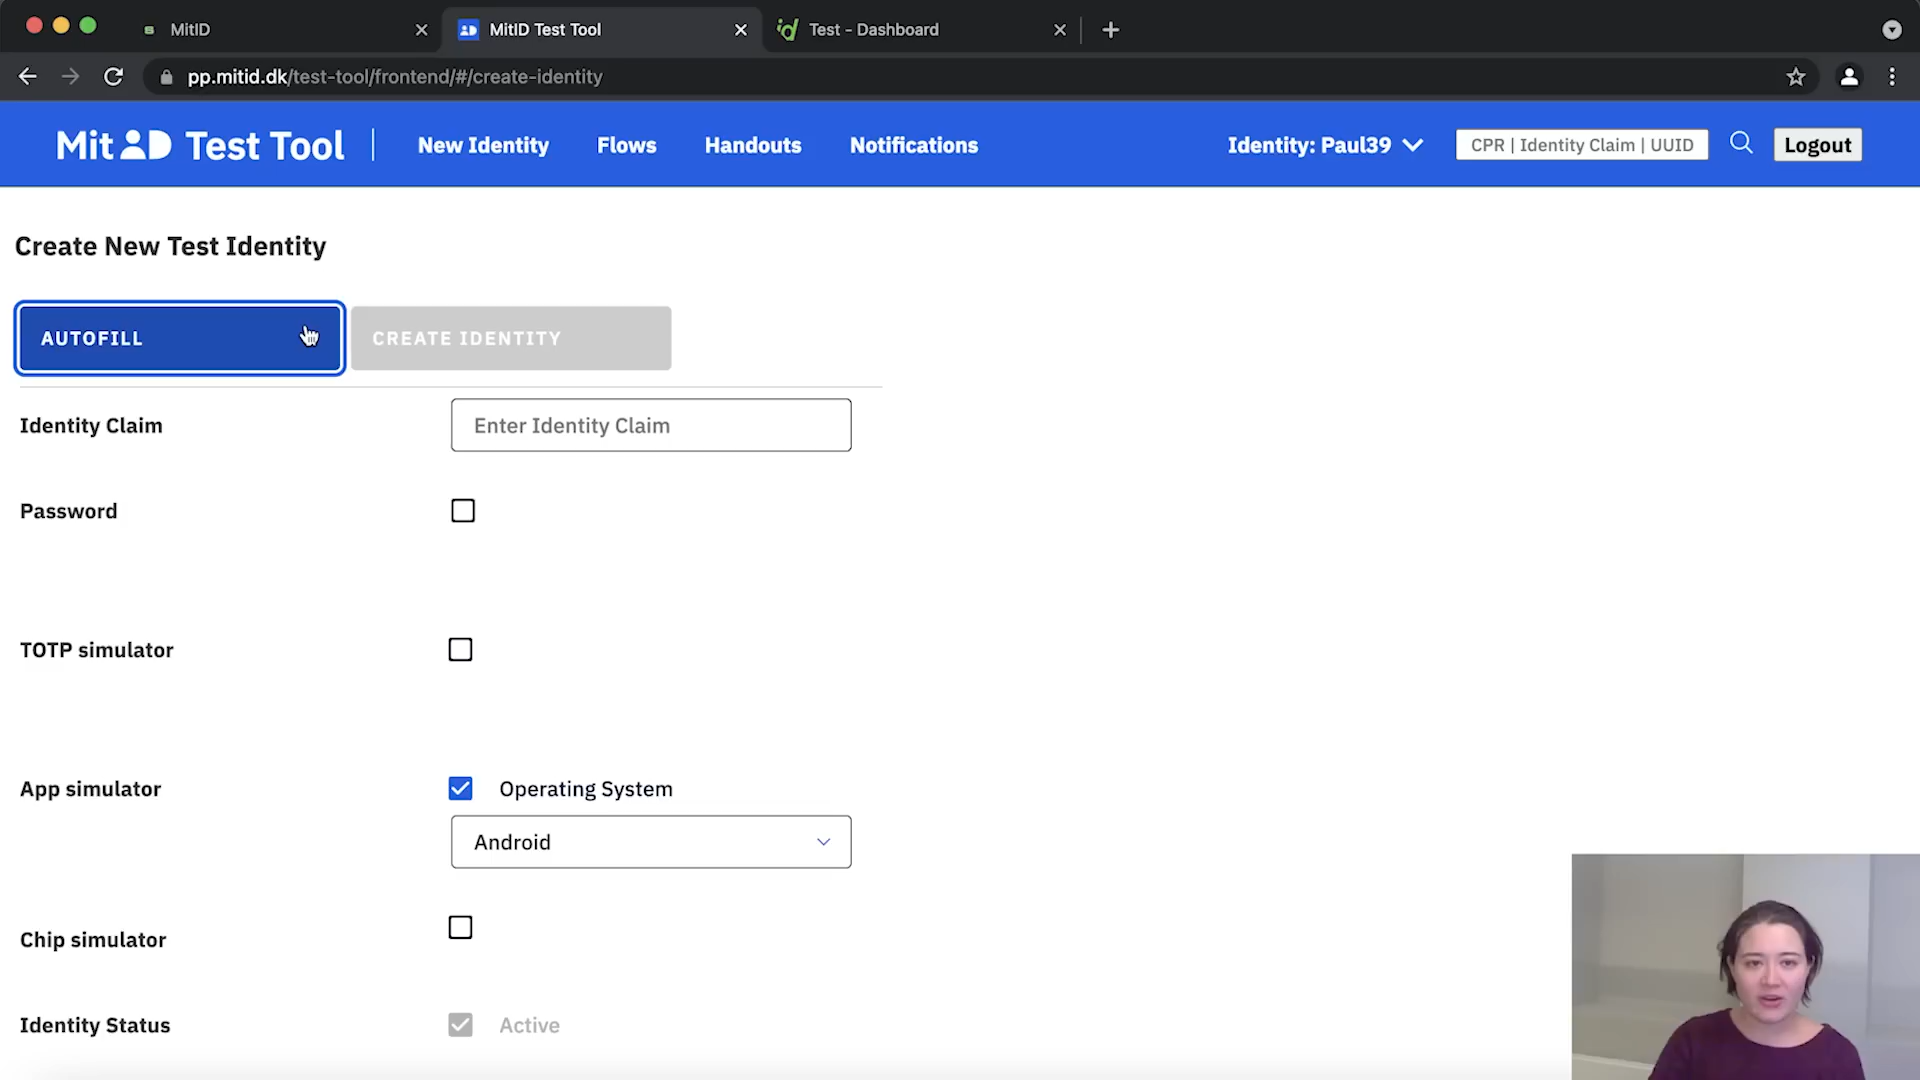 MitID
MitID Test Tool
Test - Dashboard
pp.mitid.dk/test-tool/frontend/#/create-identity
Mit ID Test Tool
New Identity
Flows
Handouts
Notifications
Identity: Paul39
CPR | Identity Claim | UUID
Logout
Create New Test Identity
AUTOFILL
CREATE IDENTITY
Identity Claim
Enter Identity Claim
Password
TOTP simulator
App simulator
Operating System
Android
Chip simulator
Identity Status
Active